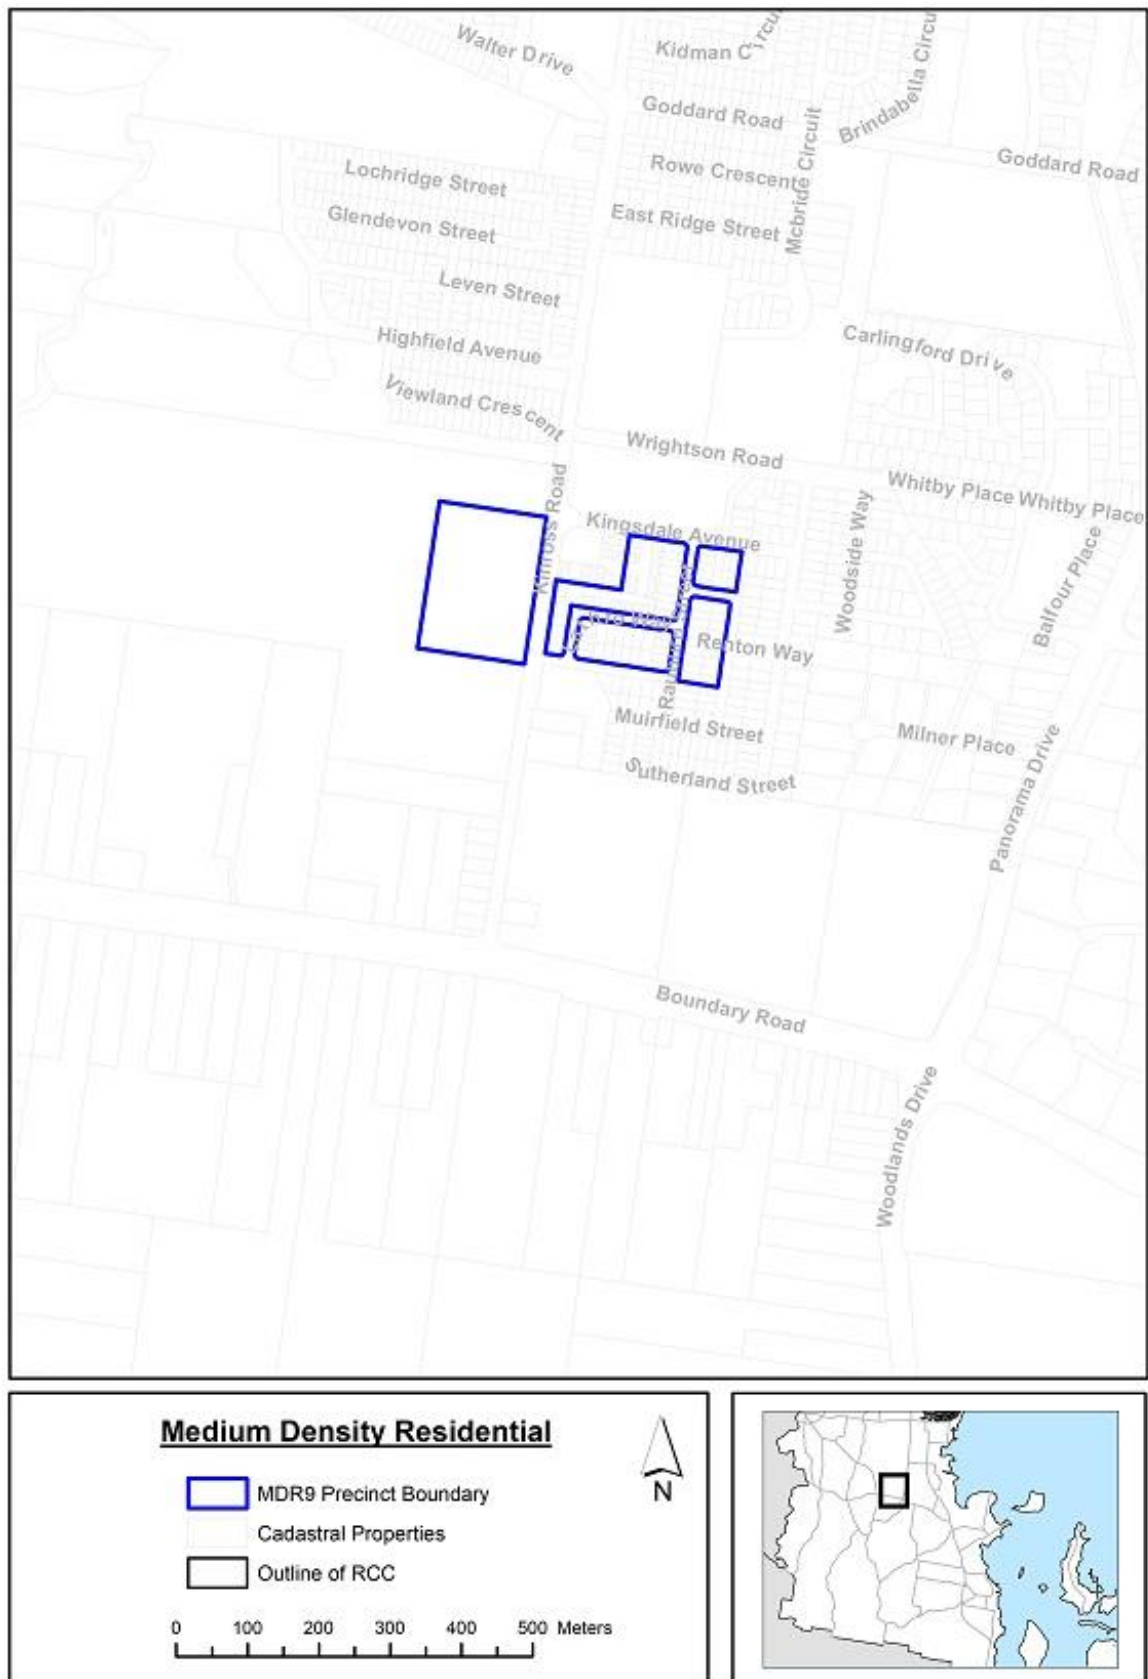 Walter Drive
Kidman C
ircui
Brindabella Circu
Goddard Road
Mcbride Circuit
Goddard Road
Lochridge Street
Rowe Crescent
Glendevon Street
East Ridge Street
Leven Street
Highfield Avenue
Carlingford Drive
Viewland Crescent
Wrightson Road
Whitby Place Whitby Place
Kinross Road
Kingsdale Avenue
Woodside Way
Balfour Place
Renton Way
Muirfield Street
Milner Place
Sutherland Street
Panorama Drive
Boundary Road
Woodlands Drive
Medium Density Residential
MDR9 Precinct Boundary
Cadastral Properties
Outline of RCC
N
0 100 200 300 400 500 Meters